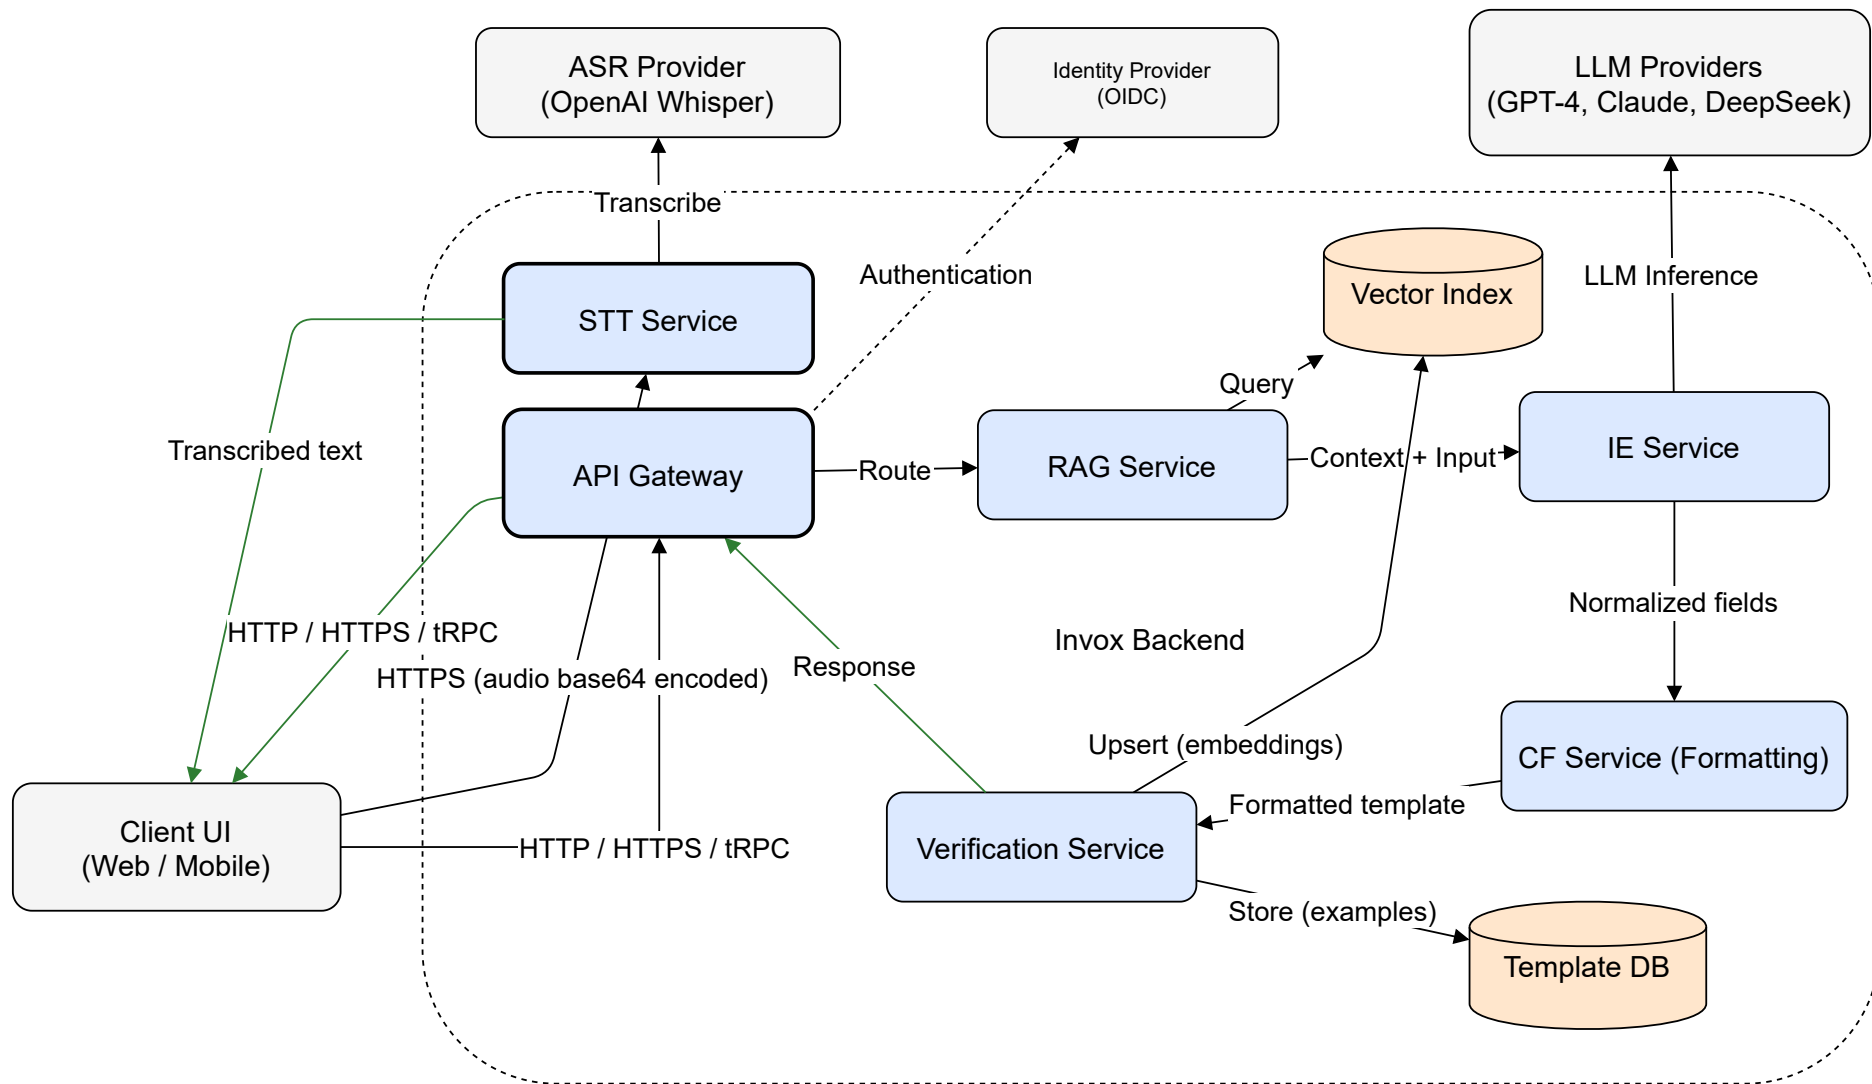 ASR Provider
(OpenAI Whisper)
Identity Provider
(OIDC)
LLM Providers
(GPT-4, Claude, DeepSeek)
Transcribe
Authentication
LLM Inference
Vector Index
STT Service
Query
Transcribed text
API Gateway
Route
RAG Service
Context + Input
IE Service
HTTP / HTTPS / tRPC
Normalized fields
HTTPS (audio base64 encoded)
Response
Invox Backend
Upsert (embeddings)
CF Service (Formatting)
Formatted template
Client UI
(Web / Mobile)
HTTP / HTTPS / tRPC
Verification Service
Store (examples)
Template DB